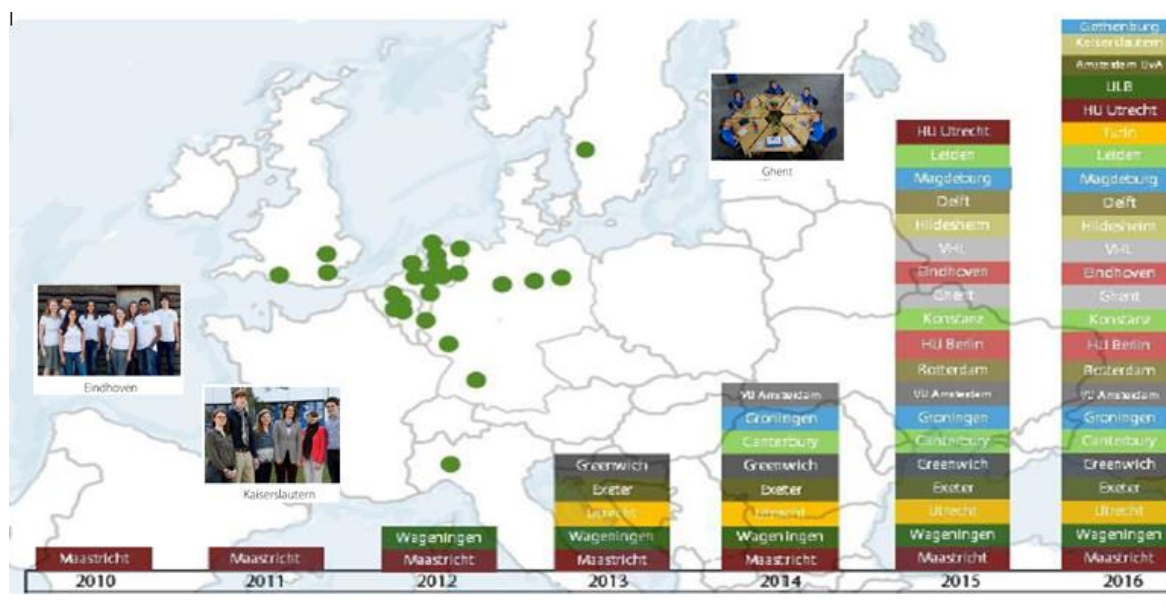 Gothenburg
Kaiserslautern
Amsterdam UvA
ULB
HU Utrecht
Turin
Leiden
Magdeburg
Delft
Hildesheim
VHL
Eindhoven
Ghent
Konstanz
HU Berlin
Rotterdam
VU Amsterdam
Groningen
Canterbury
Greenwich
Exeter
Utrecht
Wageningen
Maastricht
2016
HU Utrecht
Leiden
Magdeburg
Delft
Hildesheim
VHL
Eindhoven
Ghent
Konstanz
HU Berlin
Rotterdam
VU Amsterdam
Groningen
Canterbury
Greenwich
Exeter
Utrecht
Wageningen
Maastricht
2015
Ghent
Eindhoven
Kaiserslautern
VU Amsterdam
Groningen
Canterbury
Greenwich
Exeter
Utrecht
Wageningen
Maastricht
2014
Greenwich
Exeter
Utrecht
Wageningen
Maastricht
2013
Wageningen
Maastricht
2012
Maastricht
2011
Maastricht
2010